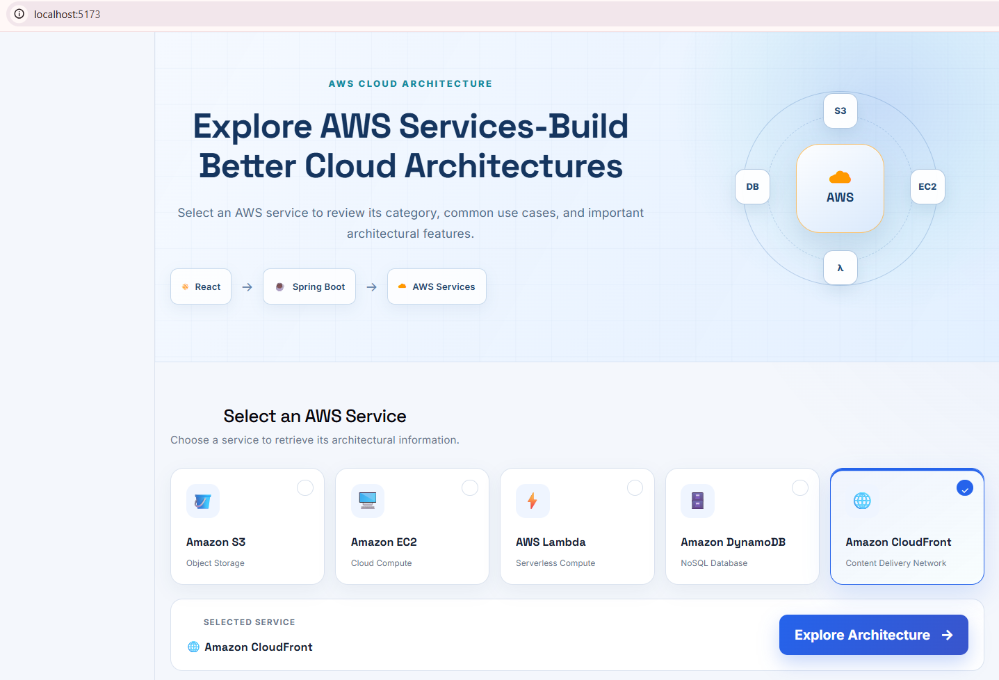 localhost:5173
AWS CLOUD ARCHITECTURE
Explore AWS Services-Build
Better Cloud Architectures
Select an AWS service to review its category, common use cases, and important
architectural features.
React → Spring Boot → AWS Services
S3
DB
AWS
EC2
λ
Select an AWS Service
Choose a service to retrieve its architectural information.
Amazon S3
Object Storage
Amazon EC2
Cloud Compute
AWS Lambda
Serverless Compute
Amazon DynamoDB
NoSQL Database
Amazon CloudFront
Content Delivery Network
SELECTED SERVICE
Amazon CloudFront
Explore Architecture →